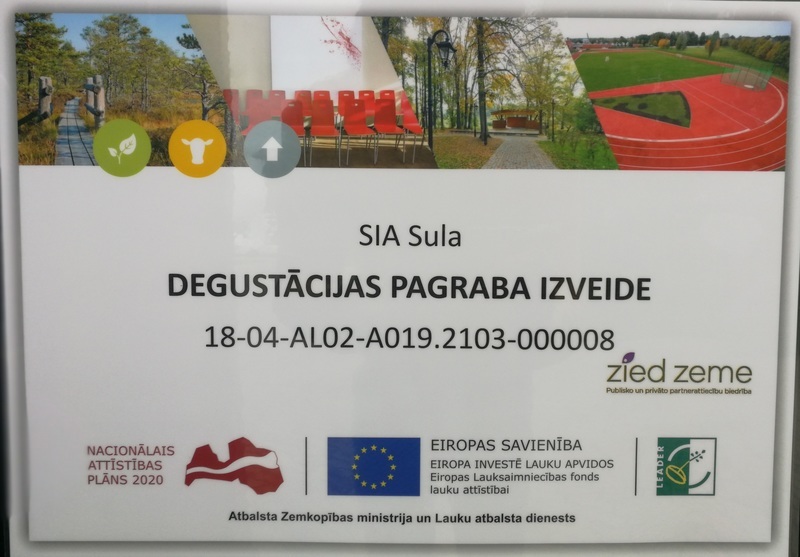 SIA Sula
DEGUSTĀCIJAS PAGRABA IZVEIDE
18-04-AL02-A019.2103-000008
zied zeme
Publisko un privāto partnerattiecību biedrība
NACIONĀLAIS
ATTĪSTĪBAS
PLĀNS 2020
EIROPAS SAVIENĪBA
EIROPA INVESTĒ LAUKU APVIDOS
Eiropas Lauksaimniecības fonds
lauku attīstībai
LEADER
Atbalsta Zemkopības ministrija un Lauku atbalsta dienests